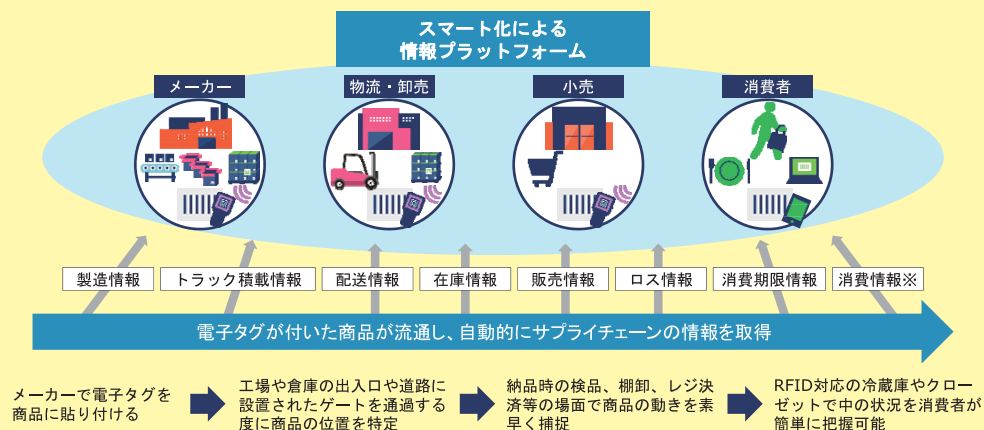 スマート化による
情報プラットフォーム
メーカー
物流・卸売
小売
消費者
製造情報
トラック積載情報
配送情報
在庫情報
販売情報
ロス情報
消費期限情報
消費情報※
電子タグが付いた商品が流通し、自動的にサプライチェーンの情報を取得
メーカーで電子タグを
商品に貼り付ける
工場や倉庫の出入口や道路に
設置されたゲートを通過する
度に商品の位置を特定
納品時の検品、棚卸、レジ決
済等の場面で商品の動きを素
早く捕捉
RFID対応の冷蔵庫やクロー
ゼットで中の状況を消費者が
簡単に把握可能